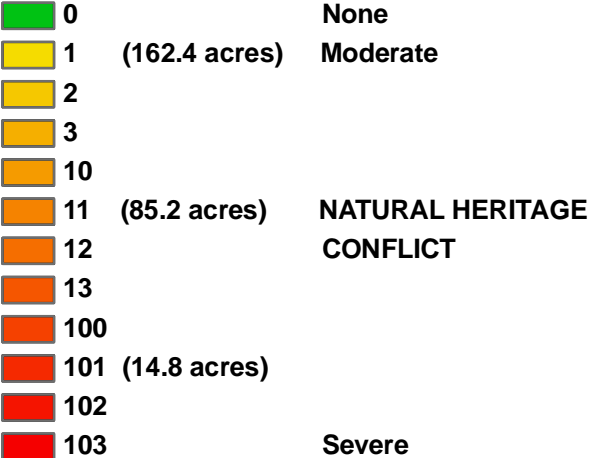 0 None
1 (162.4 acres) Moderate
2
3
10
11 (85.2 acres) NATURAL HERITAGE
12 CONFLICT
13
100
101 (14.8 acres)
102
103 Severe